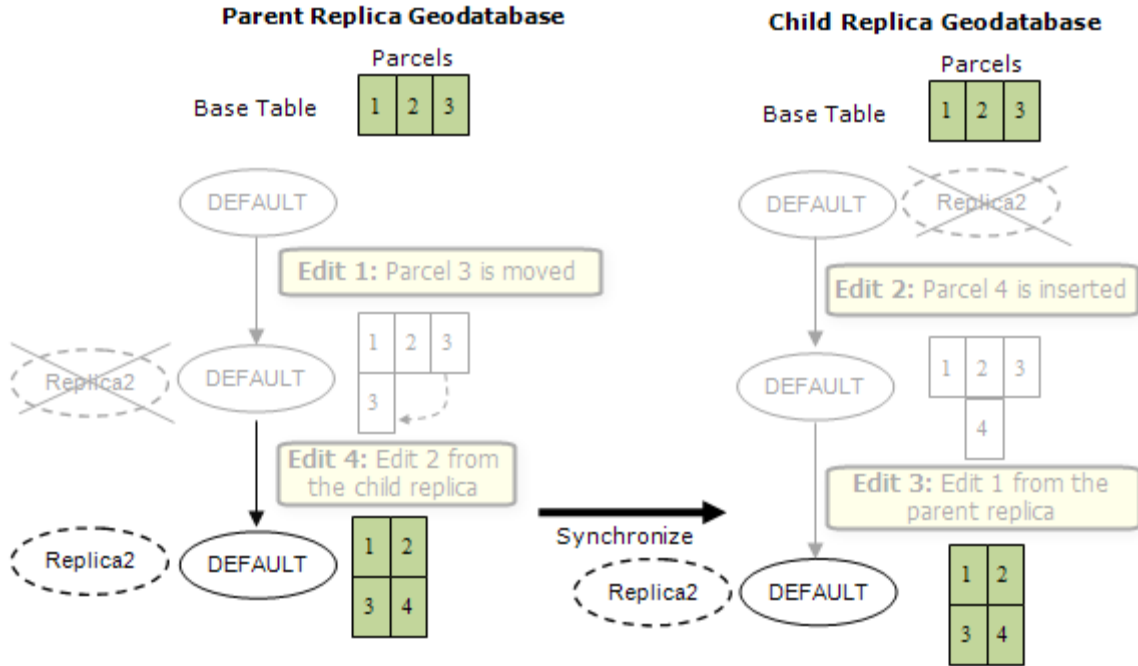 Parent Replica Geodatabase
Parcels
Base Table
1 2 3
DEFAULT
Edit 1: Parcel 3 is moved
1 2 3
Replica2
DEFAULT
3
Edit 4: Edit 2 from
the child replica
Replica2
DEFAULT
1 2
3 4
Synchronize
Child Replica Geodatabase
Parcels
Base Table
1 2 3
DEFAULT
Replica2
Edit 2: Parcel 4 is inserted
DEFAULT
1 2 3
4
Edit 3: Edit 1 from the
parent replica
Replica2
DEFAULT
1 2
3 4